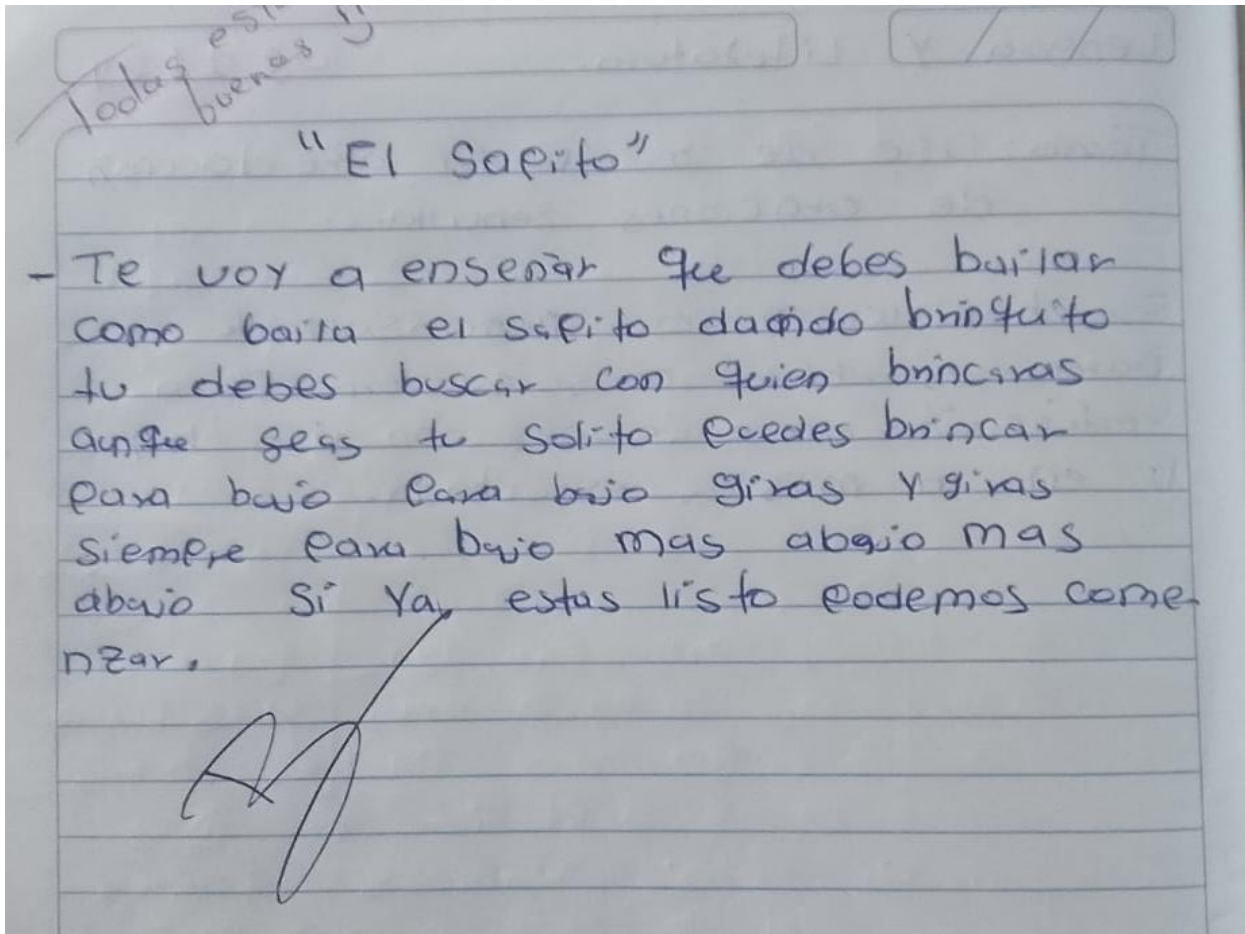 Todas est
buenas
"El Sapito"
- Te voy a enseñar que debes bailar
como baila el sapito dando brinquito
tu debes buscar con quien brincaras
aunque seas tu solito puedes brincar
para bajo para bajo giras y giras
siempre para bajo mas abajo mas
abajo Si Ya, estas listo podemos come
nzar.